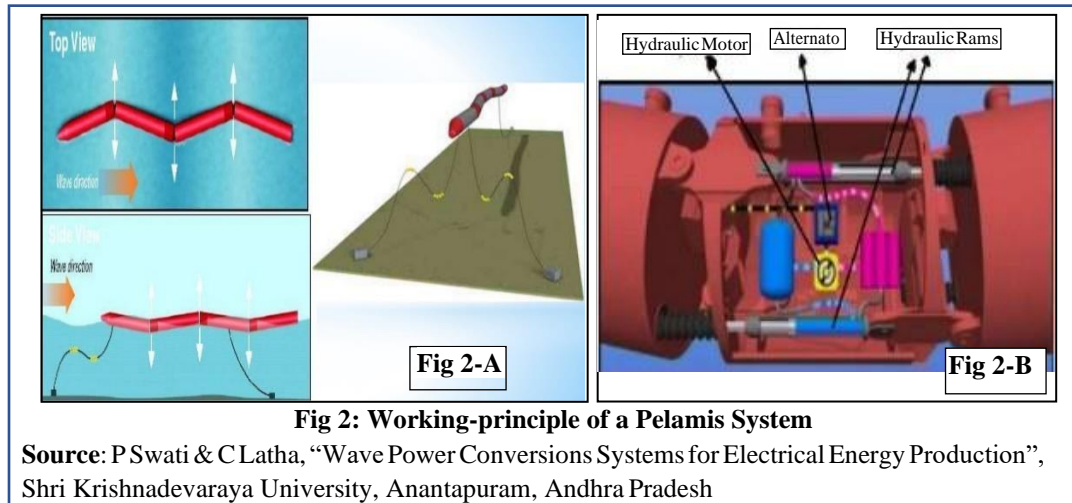 Top View
Wave direction
Side View
Wave direction
Fig 2-A
Hydraulic Motor
Alternato
Hydraulic Rams
Fig 2-B
Fig 2: Working-principle of a Pelamis System
Source: P Swati & C Latha, “Wave Power Conversions Systems for Electrical Energy Production”,
Shri Krishnadevaraya University, Anantapuram, Andhra Pradesh